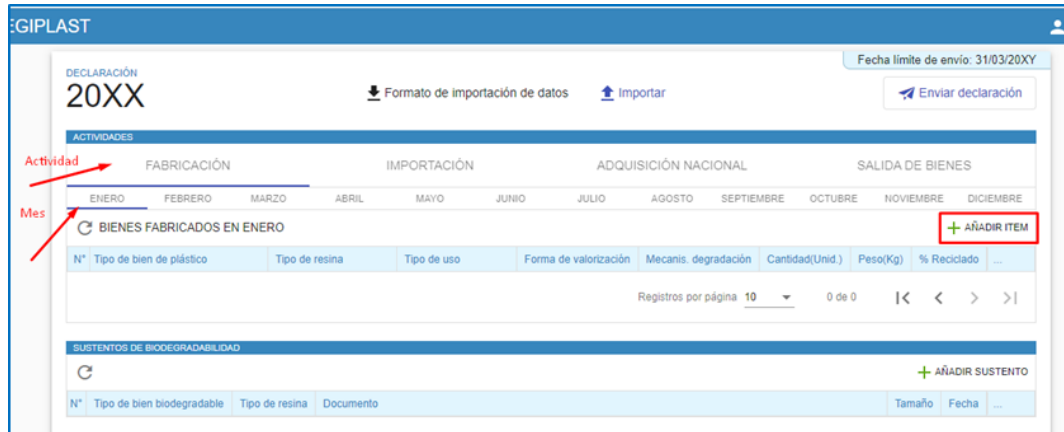 EGIPLAST
Fecha límite de envío: 31/03/20XY
DECLARACIÓN
20XX
Formato de importación de datos
Importar
Enviar declaración
ACTIVIDADES
Actividad
FABRICACIÓN IMPORTACIÓN ADQUISICIÓN NACIONAL SALIDA DE BIENES
Mes
ENERO FEBRERO MARZO ABRIL MAYO JUNIO JULIO AGOSTO SEPTIEMBRE OCTUBRE NOVIEMBRE DICIEMBRE
BIENES FABRICADOS EN ENERO
AÑADIR ITEM
N° Tipo de bien de plástico Tipo de resina Tipo de uso Forma de valorización Mecanis. degradación Cantidad(Unid.) Peso(Kg) % Reciclado ...
Registros por página 10 0 de 0
SUSTENTOS DE BIODEGRADABILIDAD
AÑADIR SUSTENTO
N° Tipo de bien biodegradable Tipo de resina Documento Tamaño Fecha ...